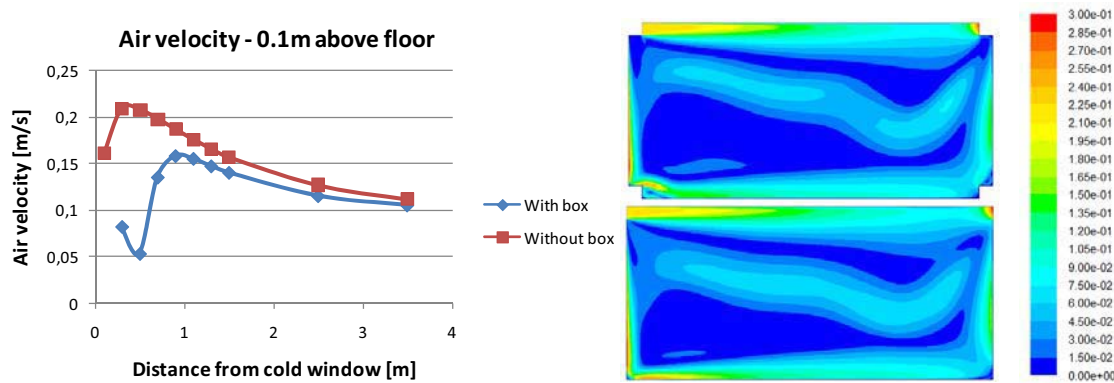 Air velocity - 0.1m above floor
0,25
0,2
0,15
0,1
0,05
0
0 1 2 3 4
Air velocity [m/s]
Distance from cold window [m]
With box
Without box
3.00e-01
2.85e-01
2.70e-01
2.55e-01
2.40e-01
2.25e-01
2.10e-01
1.95e-01
1.80e-01
1.65e-01
1.50e-01
1.35e-01
1.20e-01
1.05e-01
9.00e-02
7.50e-02
6.00e-02
4.50e-02
3.00e-02
1.50e-02
0.00e+00